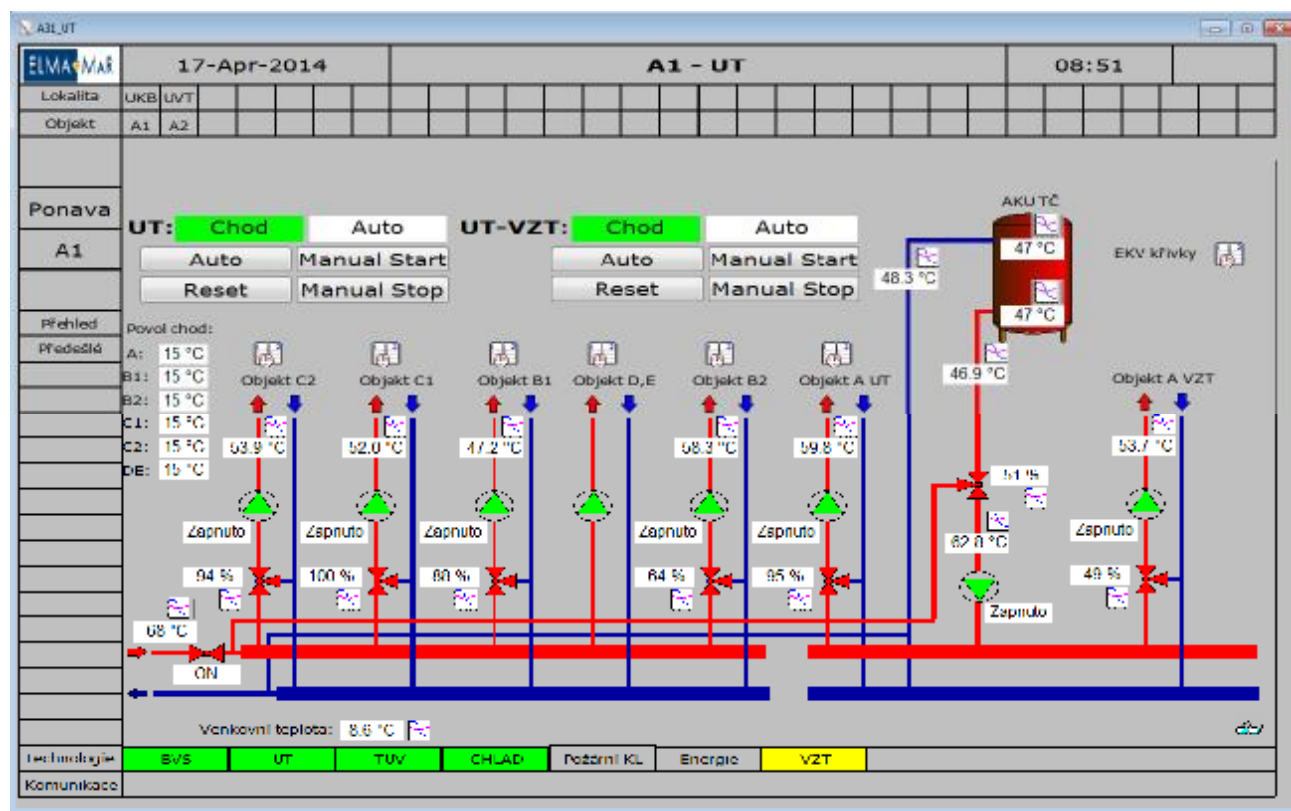 A31_UT
ELMA MAR 17-Apr-2014 A1 - UT 08:51
Lokalita UKB UVT
Objekt A1 A2
Ponava
A1
Přehled
Předešlé
UT: Chod Auto UT-VZT: Chod Auto
Auto Manual Start Auto Manual Start
Reset Manual Stop Reset Manual Stop
AKU TČ
47 °C
47 °C
48.3 °C
46.9 °C
EKV křivky
Povol chod:
A: 15 °C
B1: 15 °C
B2: 15 °C
C1: 15 °C
C2: 15 °C
DE: 15 °C
Objekt C2 Objekt C1 Objekt B1 Objekt D,E Objekt B2 Objekt A UT Objekt A VZT
53.9 °C 52.0 °C 47.2 °C 58.3 °C 59.8 °C 53.7 °C
51 %
Zapnuto Zapnuto Zapnuto Zapnuto Zapnuto Zapnuto
94 % 100 % 64 % 95 % 49 %
Zapnuto
68 °C
ON
Venkovní teplota: 8.6 °C
Technologie BVS UT TUV CHLAD Požární KL Energie VZT
Komunikace